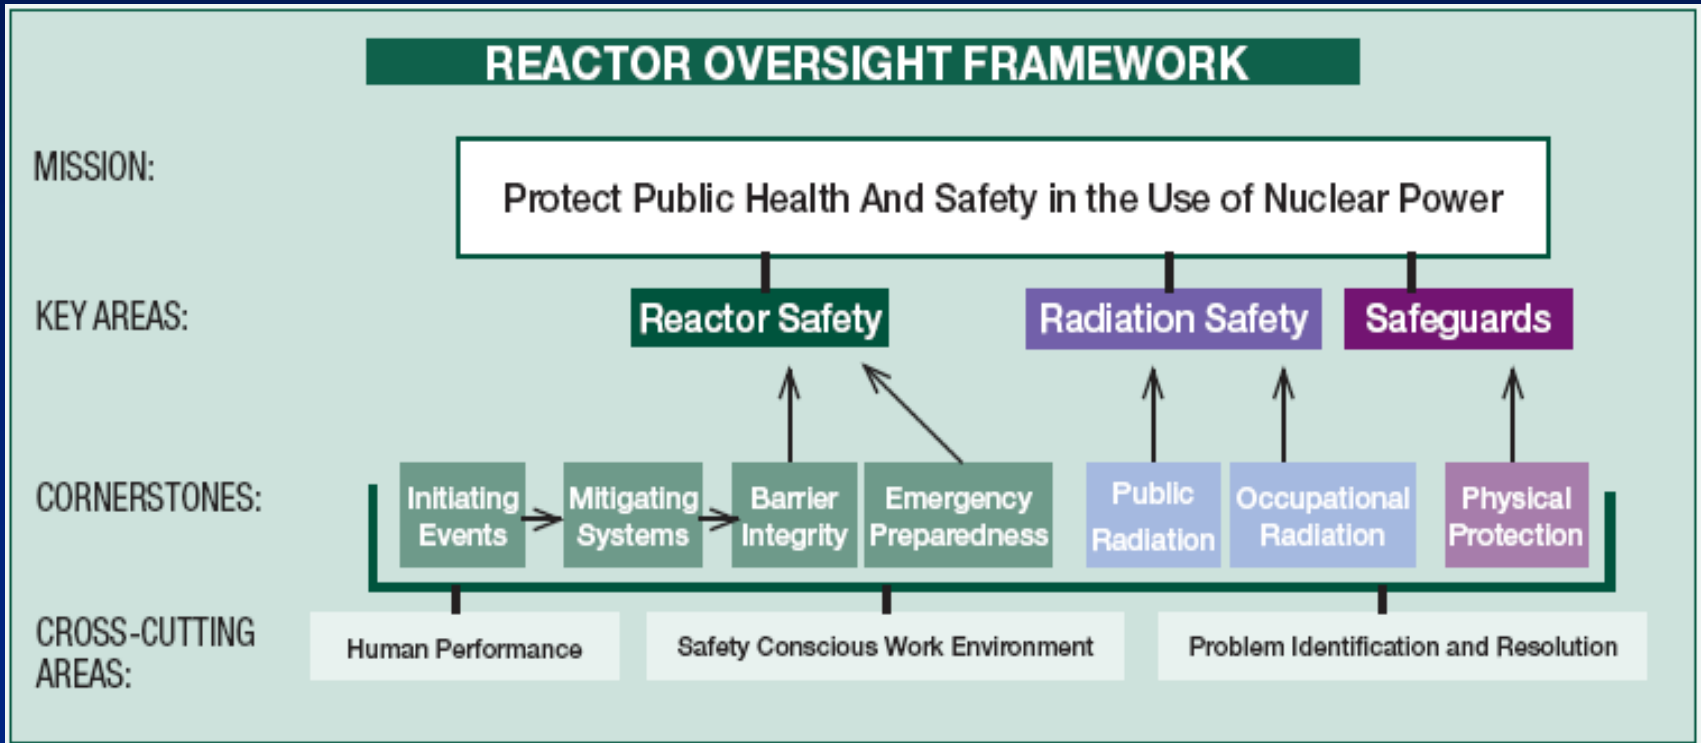 REACTOR OVERSIGHT FRAMEWORK
MISSION:
Protect Public Health And Safety in the Use of Nuclear Power
KEY AREAS:
Reactor Safety
Radiation Safety
Safeguards
CORNERSTONES:
Initiating
Events
Mitigating
Systems
Barrier
Integrity
Emergency
Preparedness
Public
Radiation
Occupational
Radiation
Physical
Protection
CROSS-CUTTING
AREAS:
Human Performance
Safety Conscious Work Environment
Problem Identification and Resolution